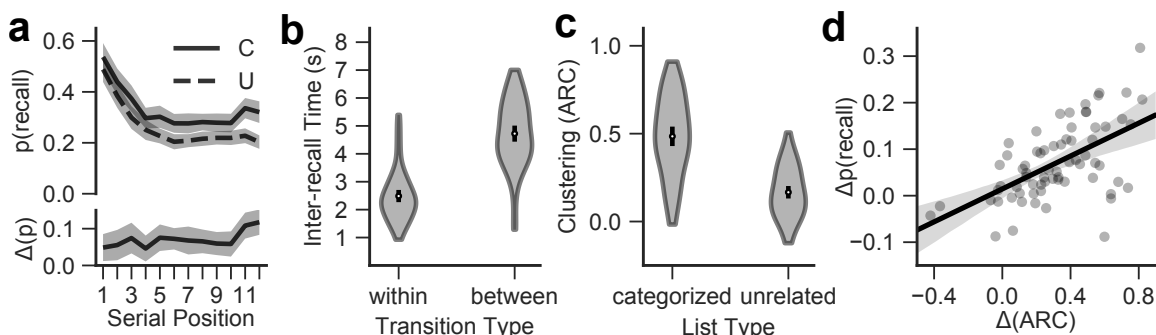 a
p(recall)
0.6
0.4
0.2
0.0
C
U
Δ(p)
0.1
0.0
1 3 5 7 9 11
Serial Position
b
Inter-recall Time (s)
8
7
6
5
4
3
2
1
within between
Transition Type
c
Clustering (ARC)
1.0
0.5
0.0
categorized unrelated
List Type
d
Δp(recall)
0.3
0.2
0.1
0.0
−0.1
−0.4 0.0 0.4 0.8
Δ(ARC)